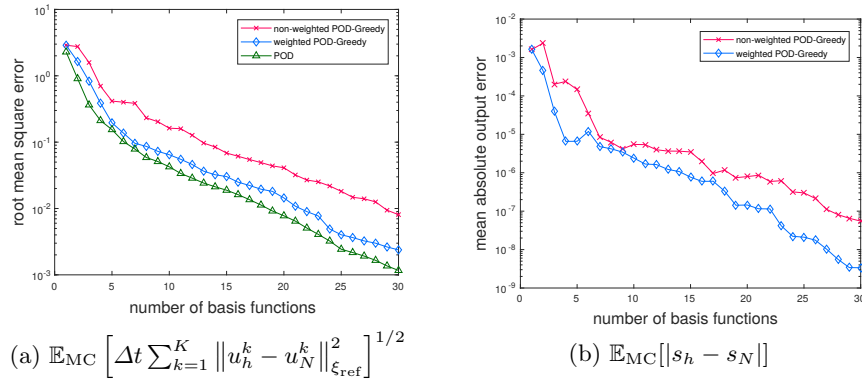 10^1
10^0
10^{-1}
10^{-2}
10^{-3}
root mean square error
non-weighted POD-Greedy
weighted POD-Greedy
POD
0 5 10 15 20 25 30
number of basis functions
(a) 𝔼_MC [Δt ∑_{k=1}^{K} ‖u_h^k − u_N^k‖²_{ξ_ref}]^{1/2}
10^{-2}
10^{-3}
10^{-4}
10^{-5}
10^{-6}
10^{-7}
10^{-8}
10^{-9}
mean absolute output error
non-weighted POD-Greedy
weighted POD-Greedy
0 5 10 15 20 25 30
number of basis functions
(b) 𝔼_MC[|s_h − s_N|]